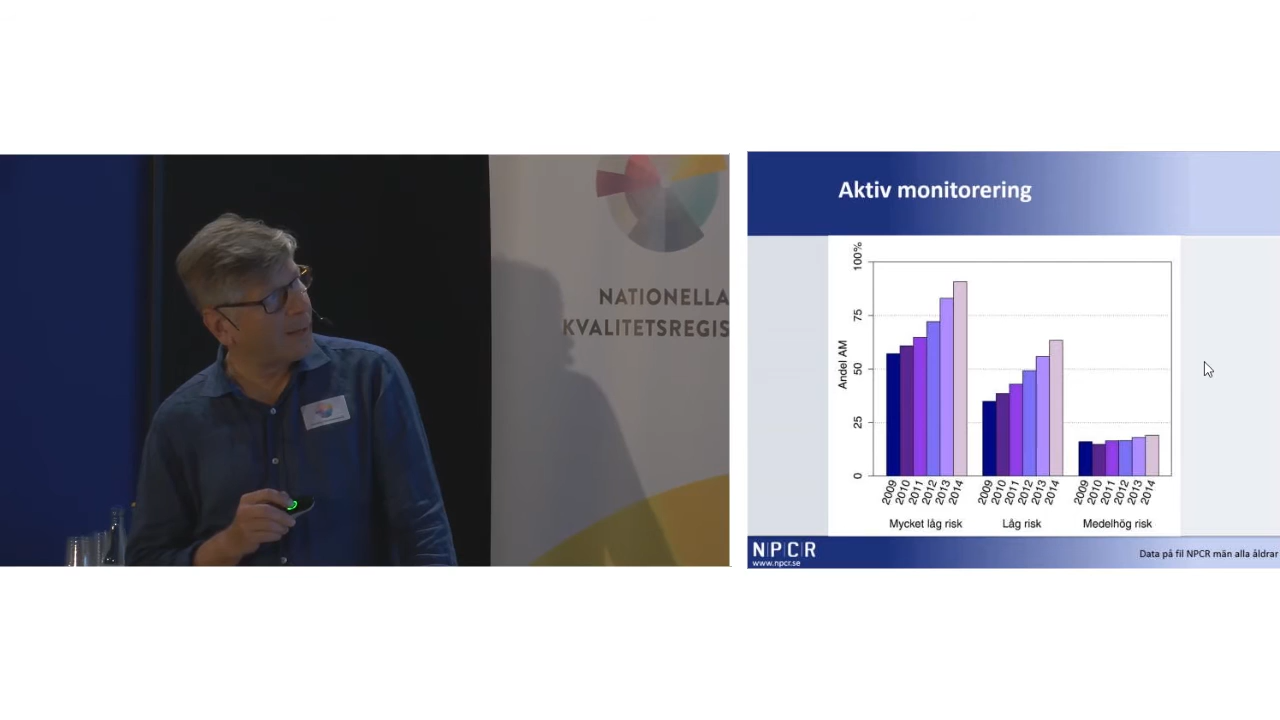 NATIONELLA
KVALITETSREGIS
Aktiv monitorering
Andel AM
100%
75
50
25
0
2009
2010
2011
2012
2013
2014
2009
2010
2011
2012
2013
2014
2009
2010
2011
2012
2013
2014
Mycket låg risk
Låg risk
Medelhög risk
NPCR
www.npcr.se
Data på fil NPCR män alla åldrar